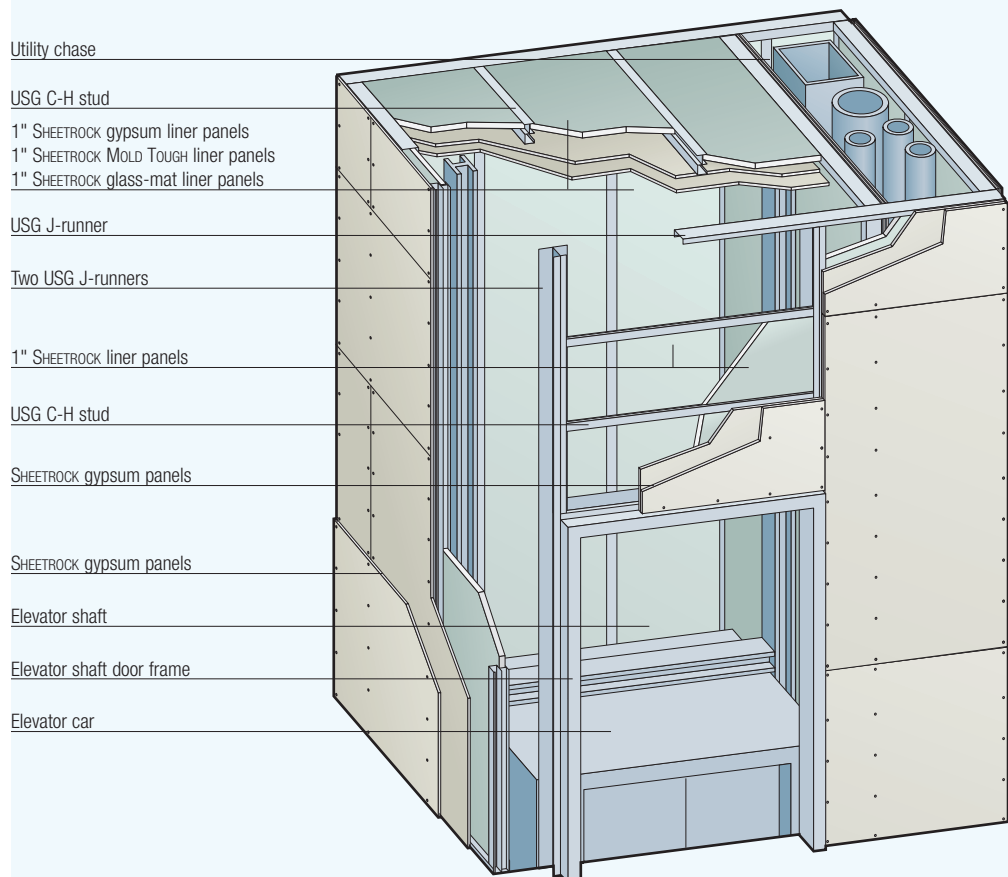 Utility chase
USG C-H stud
1" SHEETROCK gypsum liner panels
1" SHEETROCK MOLD TOUGH liner panels
1" SHEETROCK glass-mat liner panels
USG J-runner
Two USG J-runners
1" SHEETROCK liner panels
USG C-H stud
SHEETROCK gypsum panels
SHEETROCK gypsum panels
Elevator shaft
Elevator shaft door frame
Elevator car